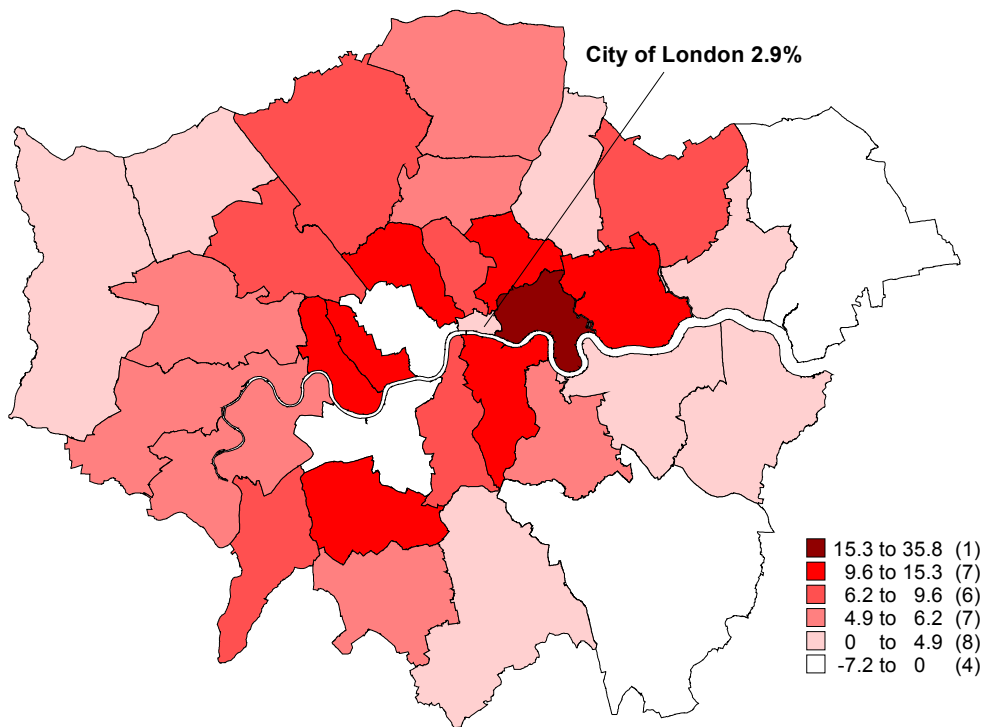 City of London 2.9%
15.3 to 35.8 (1)
9.6 to 15.3 (7)
6.2 to 9.6 (6)
4.9 to 6.2 (7)
0 to 4.9 (8)
-7.2 to 0 (4)